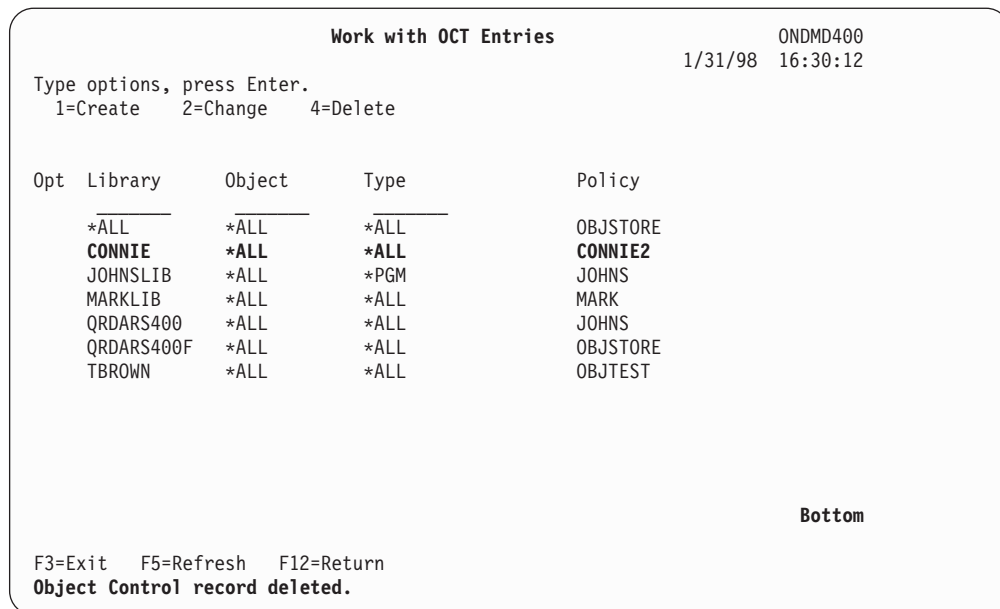 Work with OCT Entries ONDMD400
1/31/98 16:30:12
Type options, press Enter.
1=Create 2=Change 4=Delete
Opt Library Object Type Policy
*ALL *ALL *ALL OBJSTORE
CONNIE *ALL *ALL CONNIE2
JOHNSLIB *ALL *PGM JOHNS
MARKLIB *ALL *ALL MARK
QRDARS400 *ALL *ALL JOHNS
QRDARS400F *ALL *ALL OBJSTORE
TBROWN *ALL *ALL OBJTEST
Bottom
F3=Exit F5=Refresh F12=Return
Object Control record deleted.